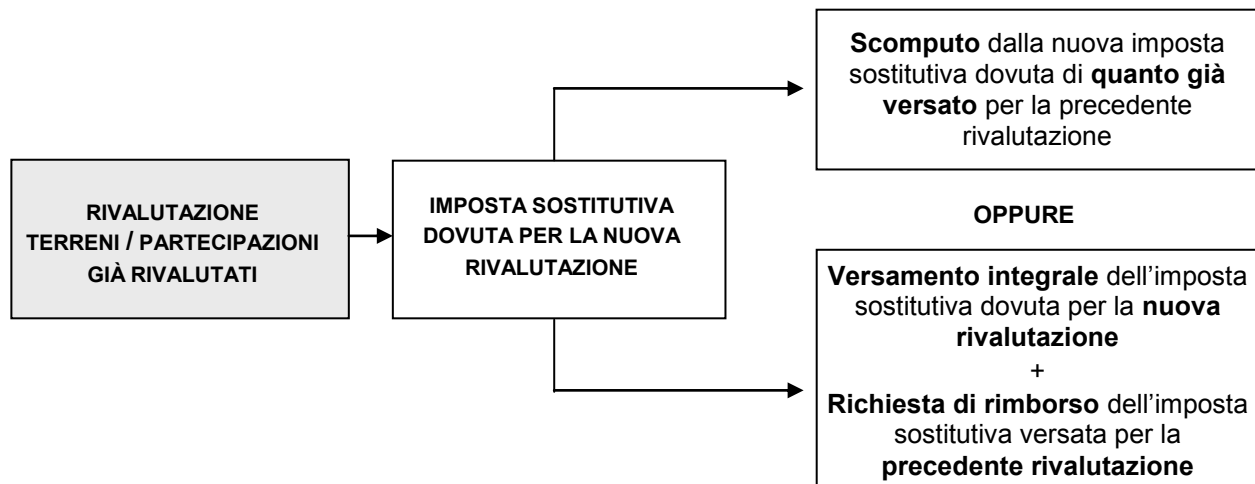 RIVALUTAZIONE
TERRENI / PARTECIPAZIONI
GIÀ RIVALUTATI
IMPOSTA SOSTITUTIVA
DOVUTA PER LA NUOVA
RIVALUTAZIONE
Scomputo dalla nuova imposta
sostitutiva dovuta di quanto già
versato per la precedente
rivalutazione
OPPURE
Versamento integrale dell’imposta
sostitutiva dovuta per la nuova
rivalutazione
+
Richiesta di rimborso dell’imposta
sostitutiva versata per la
precedente rivalutazione